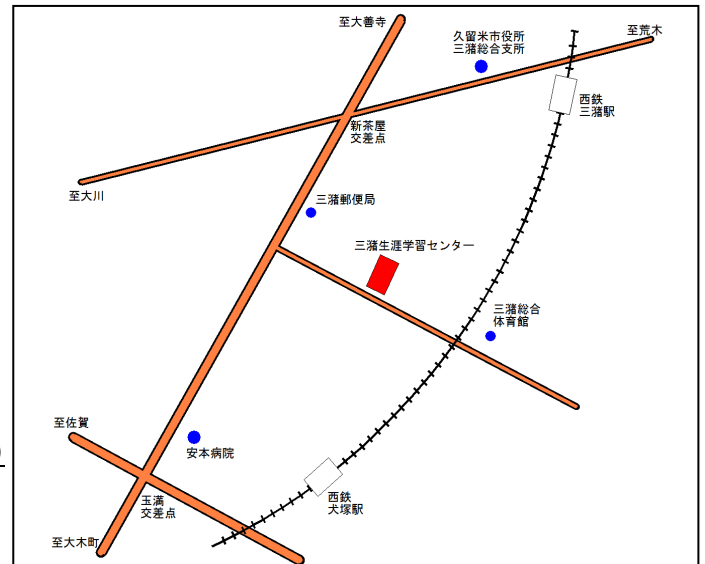 至大善寺
久留米市役所
三潴総合支所
至荒木
西鉄
三潴駅
新茶屋
交差点
至大川
三潴郵便局
三潴生涯学習センター
三潴総合
体育館
至佐賀
安本病院
西鉄
犬塚駅
玉満
交差点
至大木町